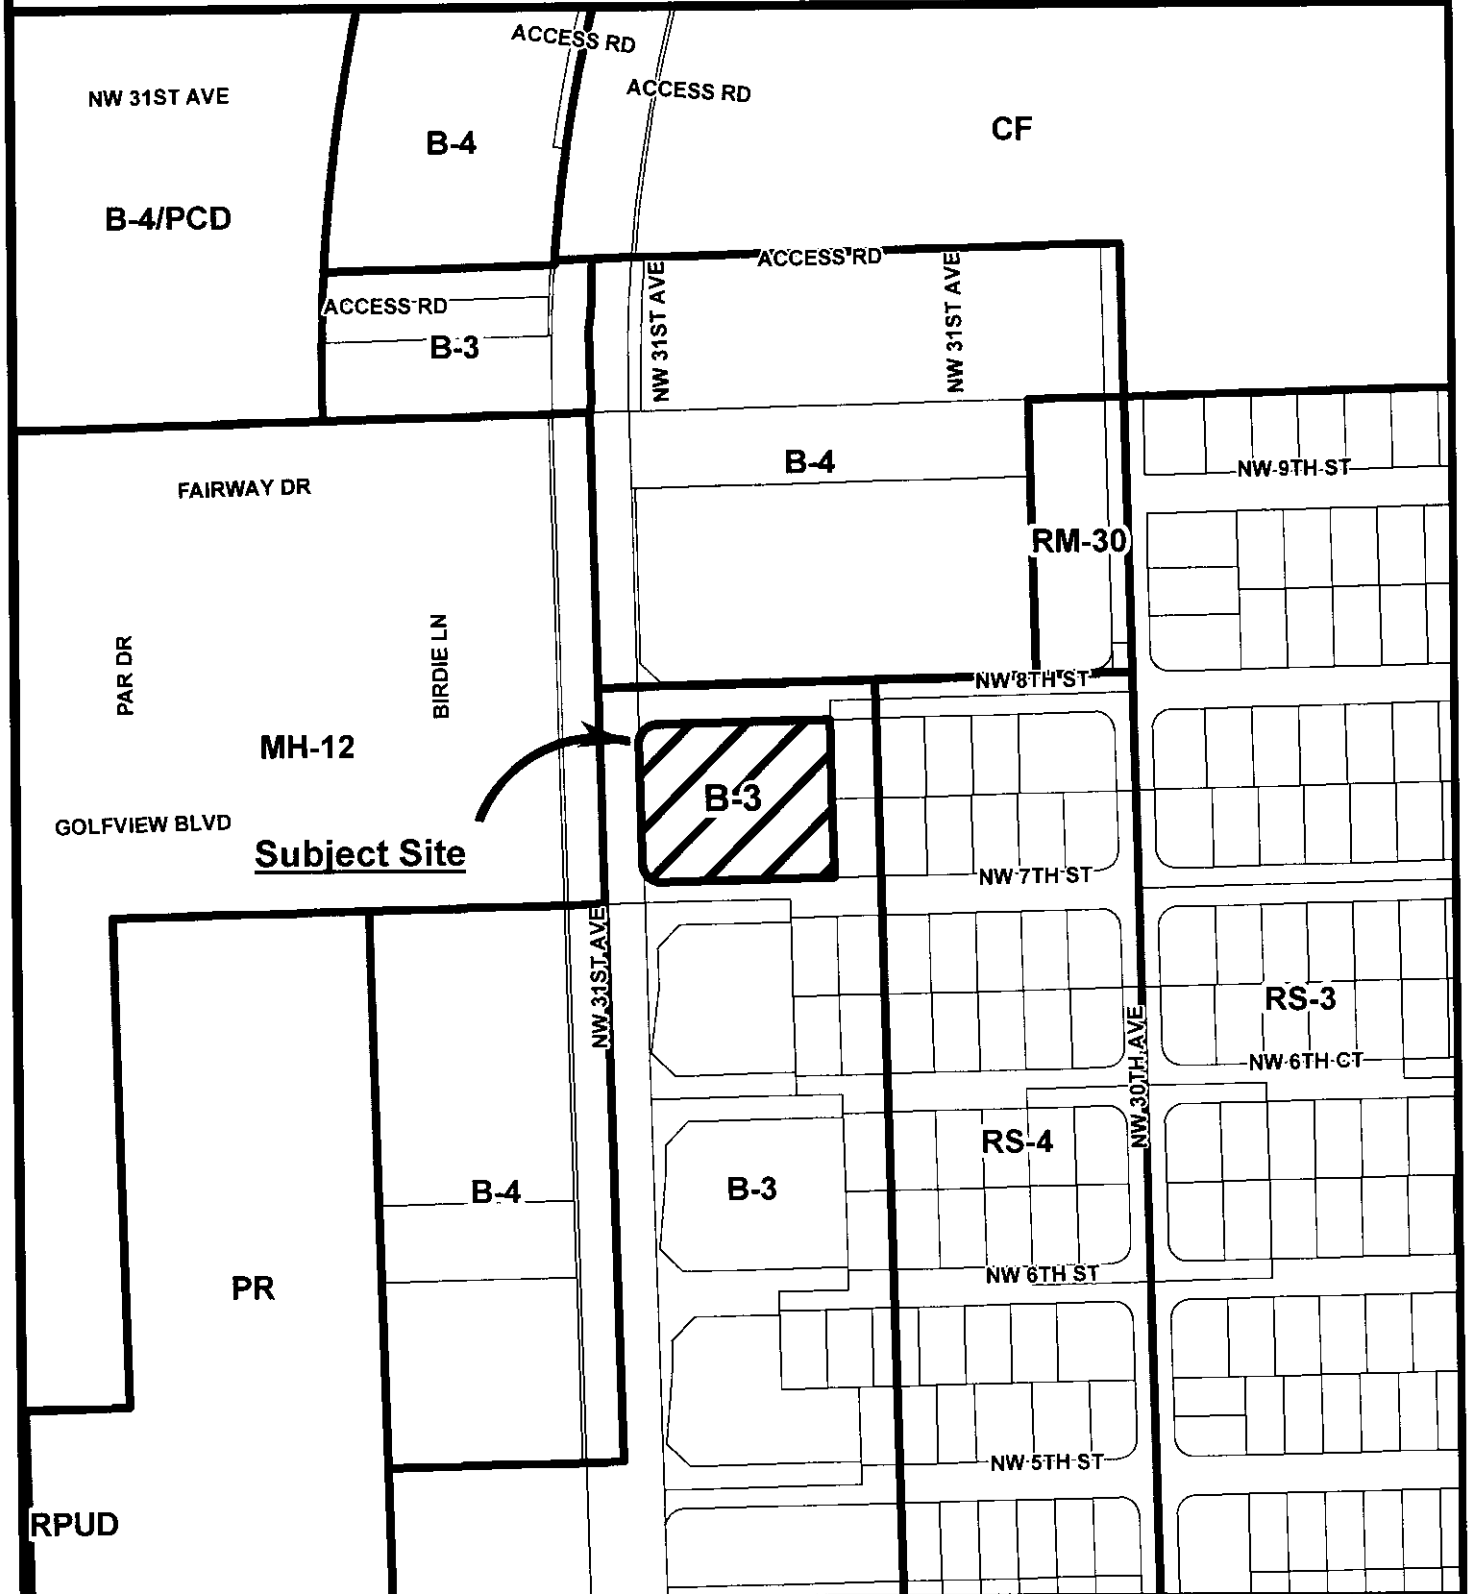 ACCESS RD
ACCESS RD
NW 31ST AVE
CF
B-4
B-4/PCD
ACCESS RD
NW 31ST AVE
NW 31ST AVE
ACCESS RD
B-3
B-4
NW 9TH ST
FAIRWAY DR
RM-30
PAR DR
BIRDIE LN
NW 8TH ST
MH-12
B-3
GOLFVIEW BLVD
Subject Site
NW 7TH ST
NW 31ST AVE
RS-3
NW 30TH AVE
NW 6TH CT
RS-4
B-4
B-3
NW 6TH ST
PR
NW 5TH ST
RPUD